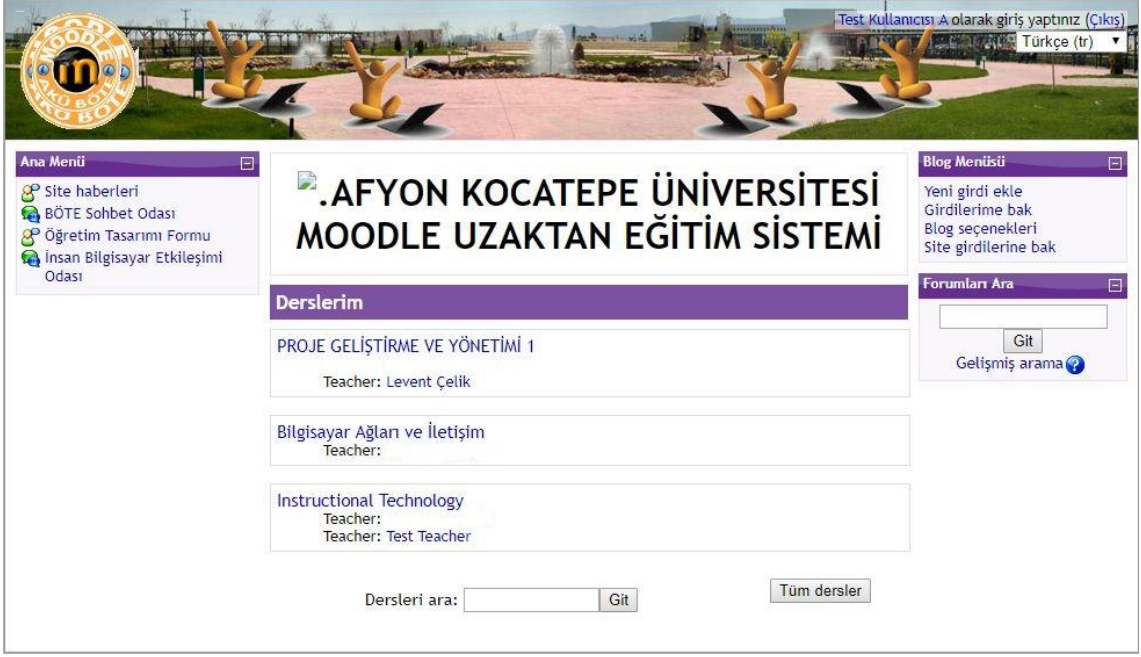 Test Kullanıcısı A olarak giriş yaptınız (Çıkış)
Türkçe (tr)
MOODLE
AKÜ BÖTE
m
Ana Menü
Site haberleri
BÖTE Sohbet Odası
Öğretim Tasarımı Formu
İnsan Bilgisayar Etkileşimi
Odası
.AFYON KOCATEPE ÜNİVERSİTESİ
MOODLE UZAKTAN EĞİTİM SİSTEMİ
Derslerim
PROJE GELİŞTİRME VE YÖNETİMİ 1
Teacher: Levent Çelik
Bilgisayar Ağları ve İletişim
Teacher:
Instructional Technology
Teacher:
Teacher: Test Teacher
Dersleri ara:
Git
Tüm dersler
Blog Menüsü
Yeni girdi ekle
Girdilerime bak
Blog seçenekleri
Site girdilerine bak
Forumları Ara
Git
Gelişmiş arama